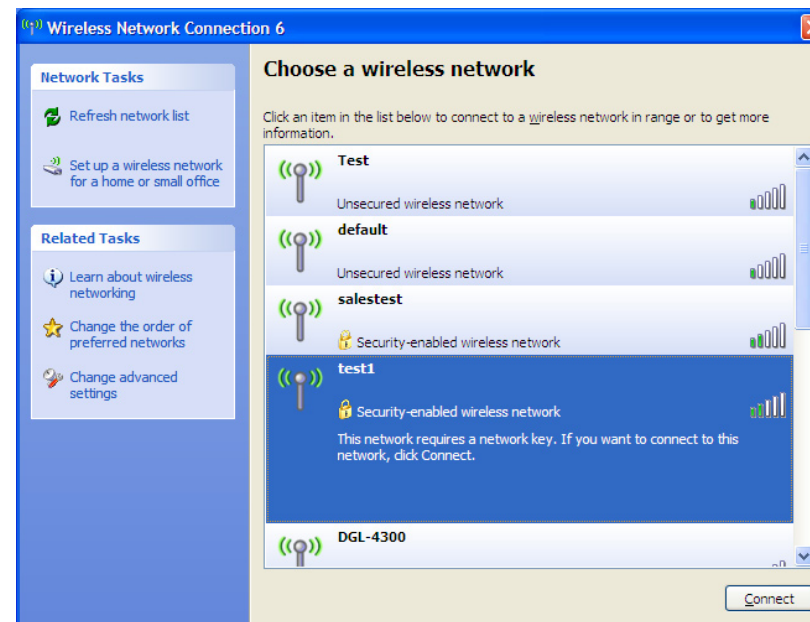 Wireless Network Connection 6
Network Tasks
Refresh network list
Set up a wireless network
for a home or small office
Related Tasks
Learn about wireless
networking
Change the order of
preferred networks
Change advanced
settings
Choose a wireless network
Click an item in the list below to connect to a wireless network in range or to get more
information.
Test
Unsecured wireless network
default
Unsecured wireless network
salestest
Security-enabled wireless network
test1
Security-enabled wireless network
This network requires a network key. If you want to connect to this
network, click Connect.
DGL-4300
Connect